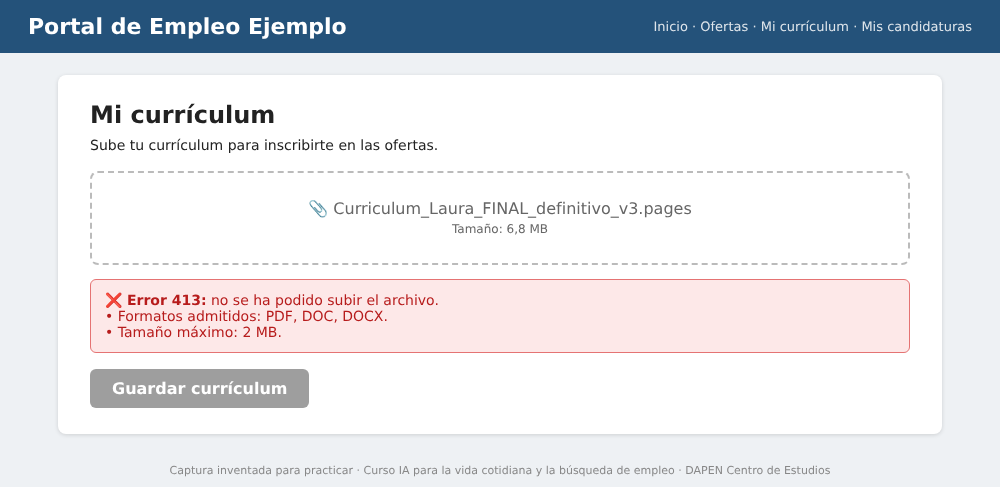 Portal de Empleo Ejemplo
Inicio · Ofertas · Mi currículum · Mis candidaturas
Mi currículum
Sube tu currículum para inscribirte en las ofertas.
📎 Curriculum_Laura_FINAL_definitivo_v3.pages
Tamaño: 6,8 MB
❌ Error 413: no se ha podido subir el archivo.
• Formatos admitidos: PDF, DOC, DOCX.
• Tamaño máximo: 2 MB.
Guardar currículum
Captura inventada para practicar · Curso IA para la vida cotidiana y la búsqueda de empleo · DAPEN Centro de Estudios